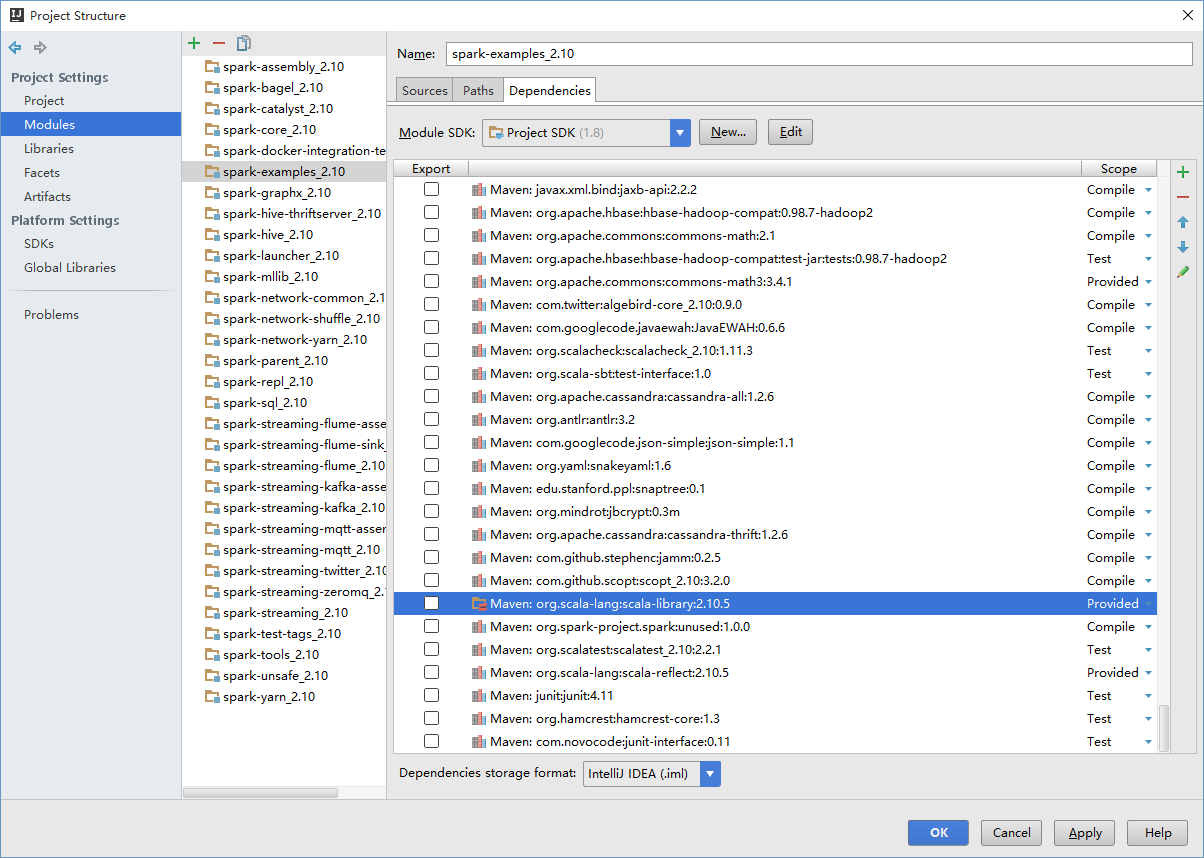 Project Structure
Project Settings
Project
Modules
Libraries
Facets
Artifacts
Platform Settings
SDKs
Global Libraries
Problems
spark-assembly_2.10
spark-bagel_2.10
spark-catalyst_2.10
spark-core_2.10
spark-docker-integration-te
spark-examples_2.10
spark-graphx_2.10
spark-hive-thriftserver_2.10
spark-hive_2.10
spark-launcher_2.10
spark-mllib_2.10
spark-network-common_2.1
spark-network-shuffle_2.10
spark-network-yarn_2.10
spark-parent_2.10
spark-repl_2.10
spark-sql_2.10
spark-streaming-flume-asse
spark-streaming-flume-sink_
spark-streaming-flume_2.10
spark-streaming-kafka-asse
spark-streaming-kafka_2.10
spark-streaming-mqtt-asser
spark-streaming-mqtt_2.10
spark-streaming-twitter_2.10
spark-streaming-zeromq_2.
spark-streaming_2.10
spark-test-tags_2.10
spark-tools_2.10
spark-unsafe_2.10
spark-yarn_2.10
Name: spark-examples_2.10
Sources Paths Dependencies
Module SDK: Project SDK (1.8) New... Edit
Export Scope
Maven: javax.xml.bind:jaxb-api:2.2.2 Compile
Maven: org.apache.hbase:hbase-hadoop-compat:0.98.7-hadoop2 Compile
Maven: org.apache.commons:commons-math:2.1 Compile
Maven: org.apache.hbase:hbase-hadoop-compat:test-jar:tests:0.98.7-hadoop2 Test
Maven: org.apache.commons:commons-math3:3.4.1 Provided
Maven: com.twitter:algebird-core_2.10:0.9.0 Compile
Maven: com.googlecode.javaewah:JavaEWAH:0.6.6 Compile
Maven: org.scalacheck:scalacheck_2.10:1.11.3 Test
Maven: org.scala-sbt:test-interface:1.0 Test
Maven: org.apache.cassandra:cassandra-all:1.2.6 Compile
Maven: org.antlr:antlr:3.2 Compile
Maven: com.googlecode.json-simple:json-simple:1.1 Compile
Maven: org.yaml:snakeyaml:1.6 Compile
Maven: edu.stanford.ppl:snaptree:0.1 Compile
Maven: org.mindrot:jbcrypt:0.3m Compile
Maven: org.apache.cassandra:cassandra-thrift:1.2.6 Compile
Maven: com.github.stephenc:jamm:0.2.5 Compile
Maven: com.github.scopt:scopt_2.10:3.2.0 Compile
Maven: org.scala-lang:scala-library:2.10.5 Provided
Maven: org.spark-project.spark:unused:1.0.0 Compile
Maven: org.scalatest:scalatest_2.10:2.2.1 Test
Maven: org.scala-lang:scala-reflect:2.10.5 Provided
Maven: junit:junit:4.11 Test
Maven: org.hamcrest:hamcrest-core:1.3 Test
Maven: com.novocode:junit-interface:0.11 Test
Dependencies storage format: IntelliJ IDEA (.iml)
OK Cancel Apply Help